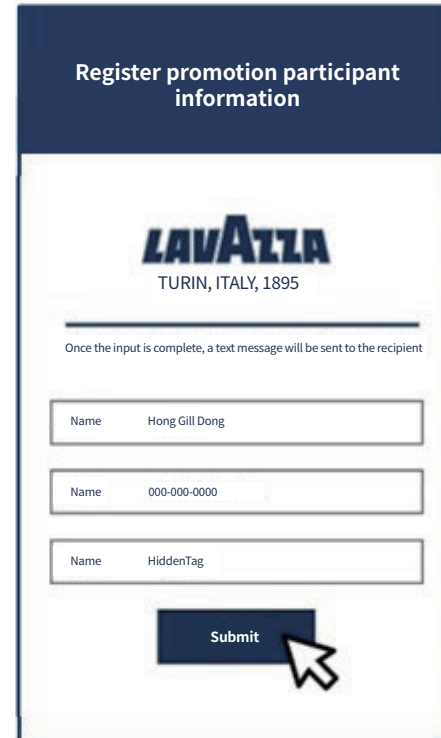 Register promotion participant
information
LAVAZZA
TURIN, ITALY, 1895
Once the input is complete, a text message will be sent to the recipient
Name Hong Gill Dong
Name 000-000-0000
Name HiddenTag
Submit